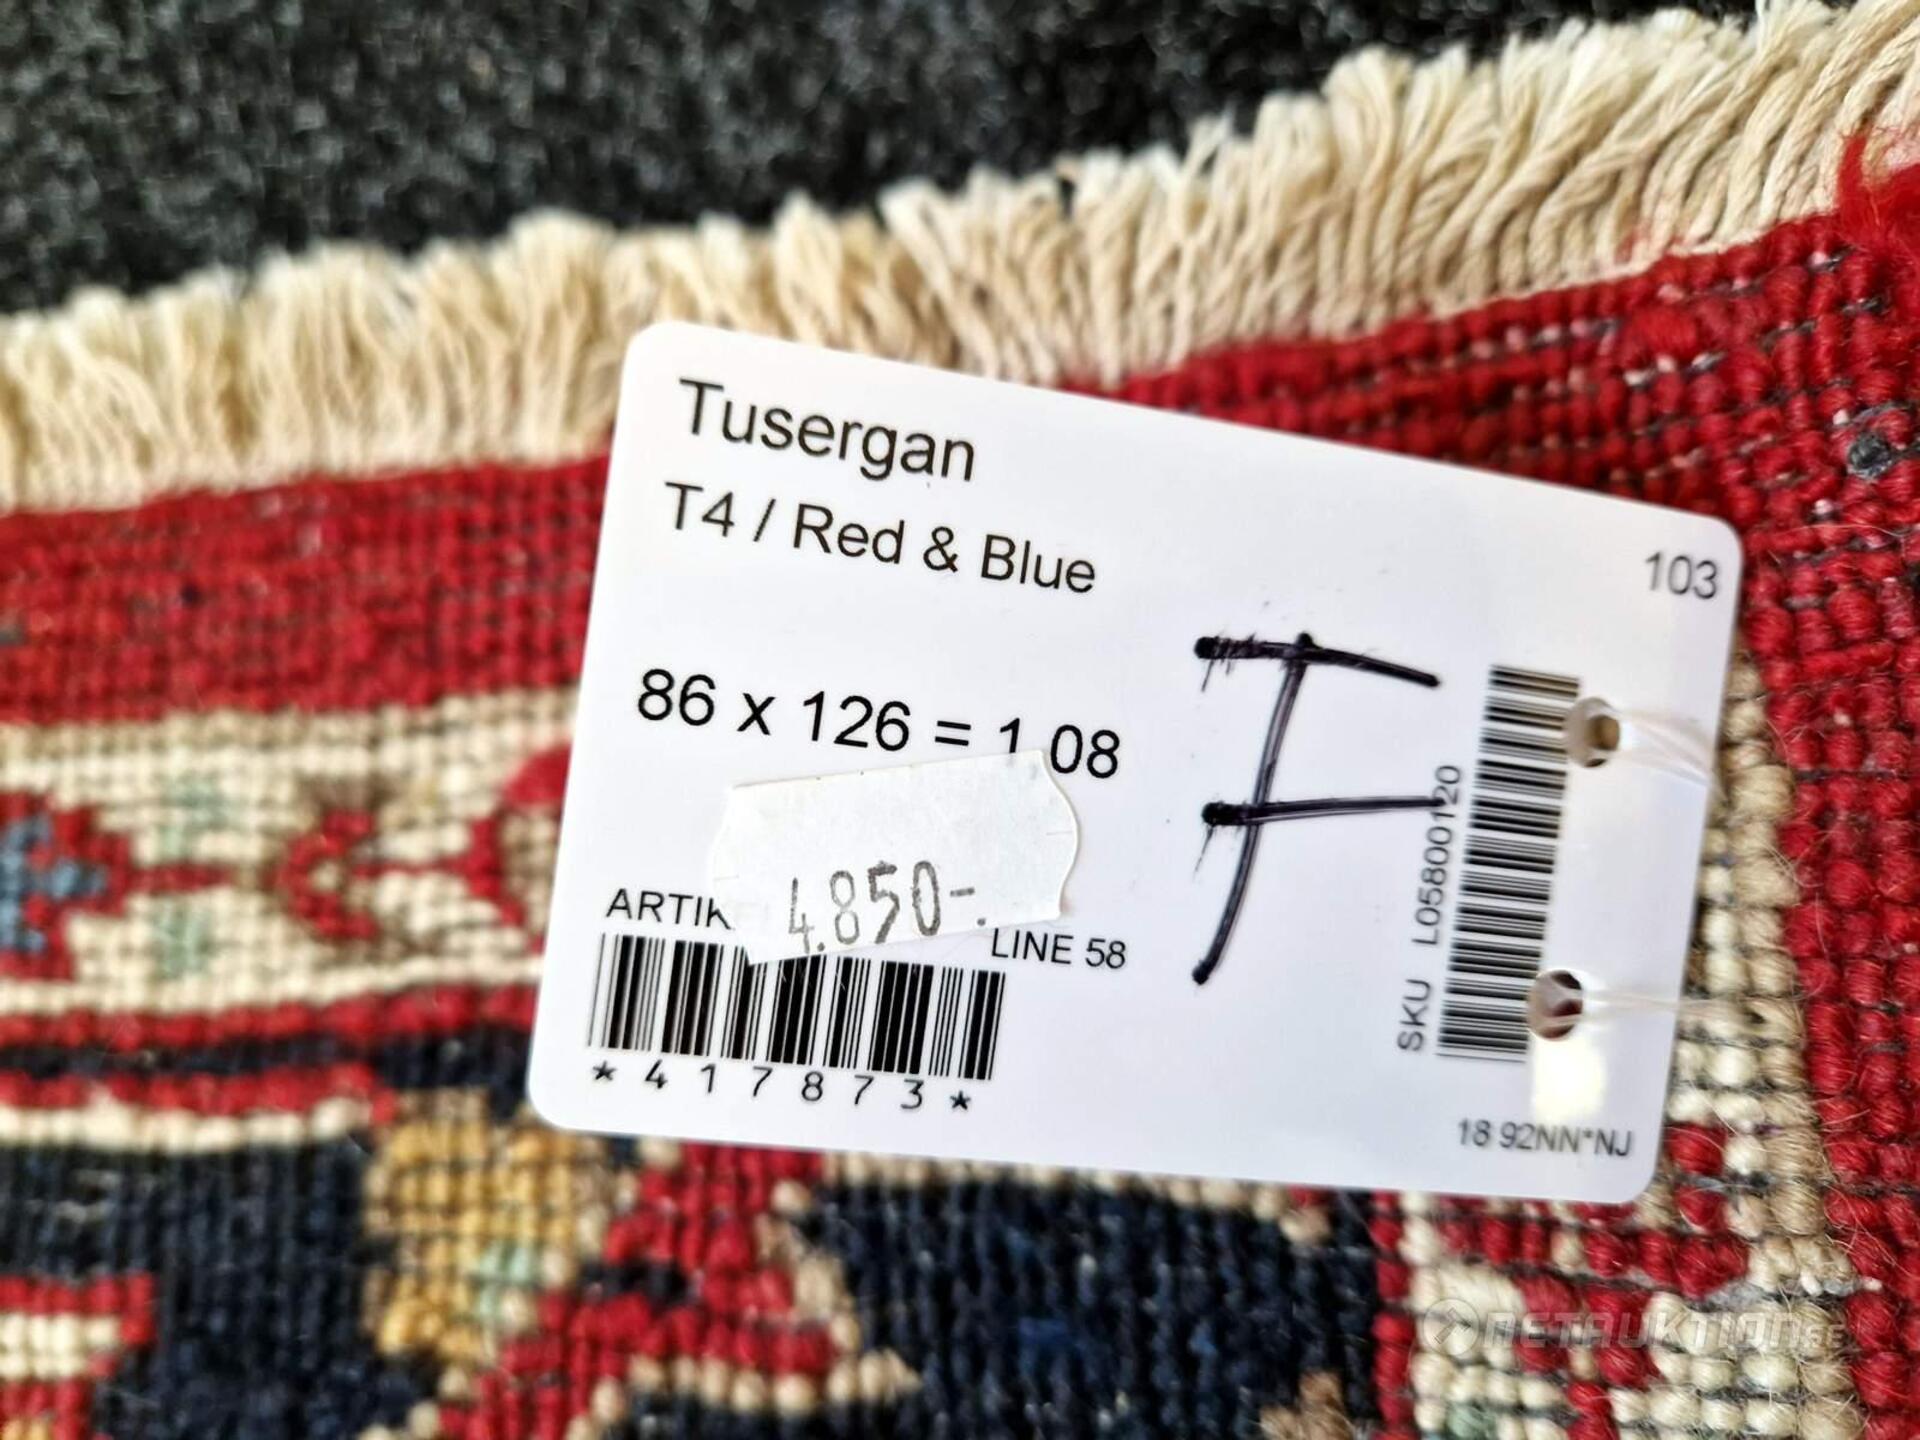 Tusergan
T4 / Red & Blue
103
86 x 126 = 1,08
F
4.850-.
LINE 58
*417873*
SKU L05800120
18 92NN*NJ
NETAUKTION.SE